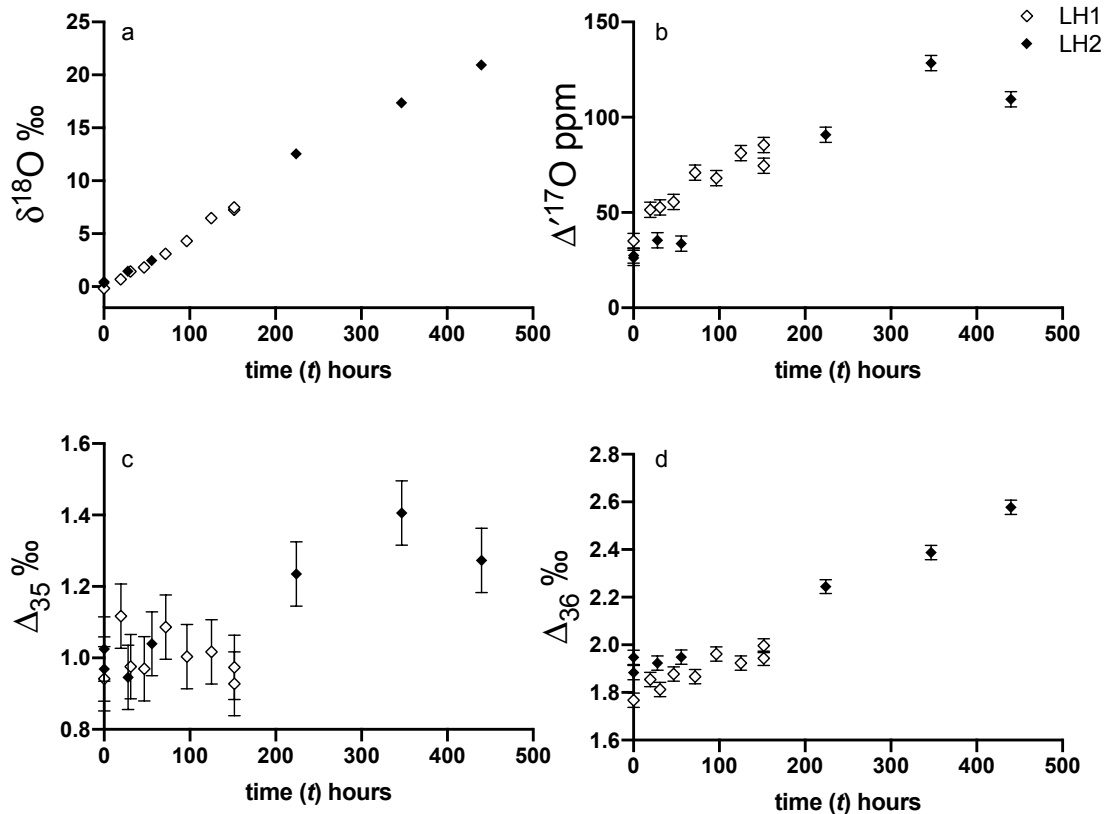 LH1
LH2
a
δ18O ‰
25
20
15
10
5
0
0 100 200 300 400 500
time (t) hours
b
Δ′17O ppm
150
100
50
0
0 100 200 300 400 500
time (t) hours
c
Δ35 ‰
1.6
1.4
1.2
1.0
0.8
0 100 200 300 400 500
time (t) hours
d
Δ36 ‰
2.8
2.6
2.4
2.2
2.0
1.8
1.6
0 100 200 300 400 500
time (t) hours